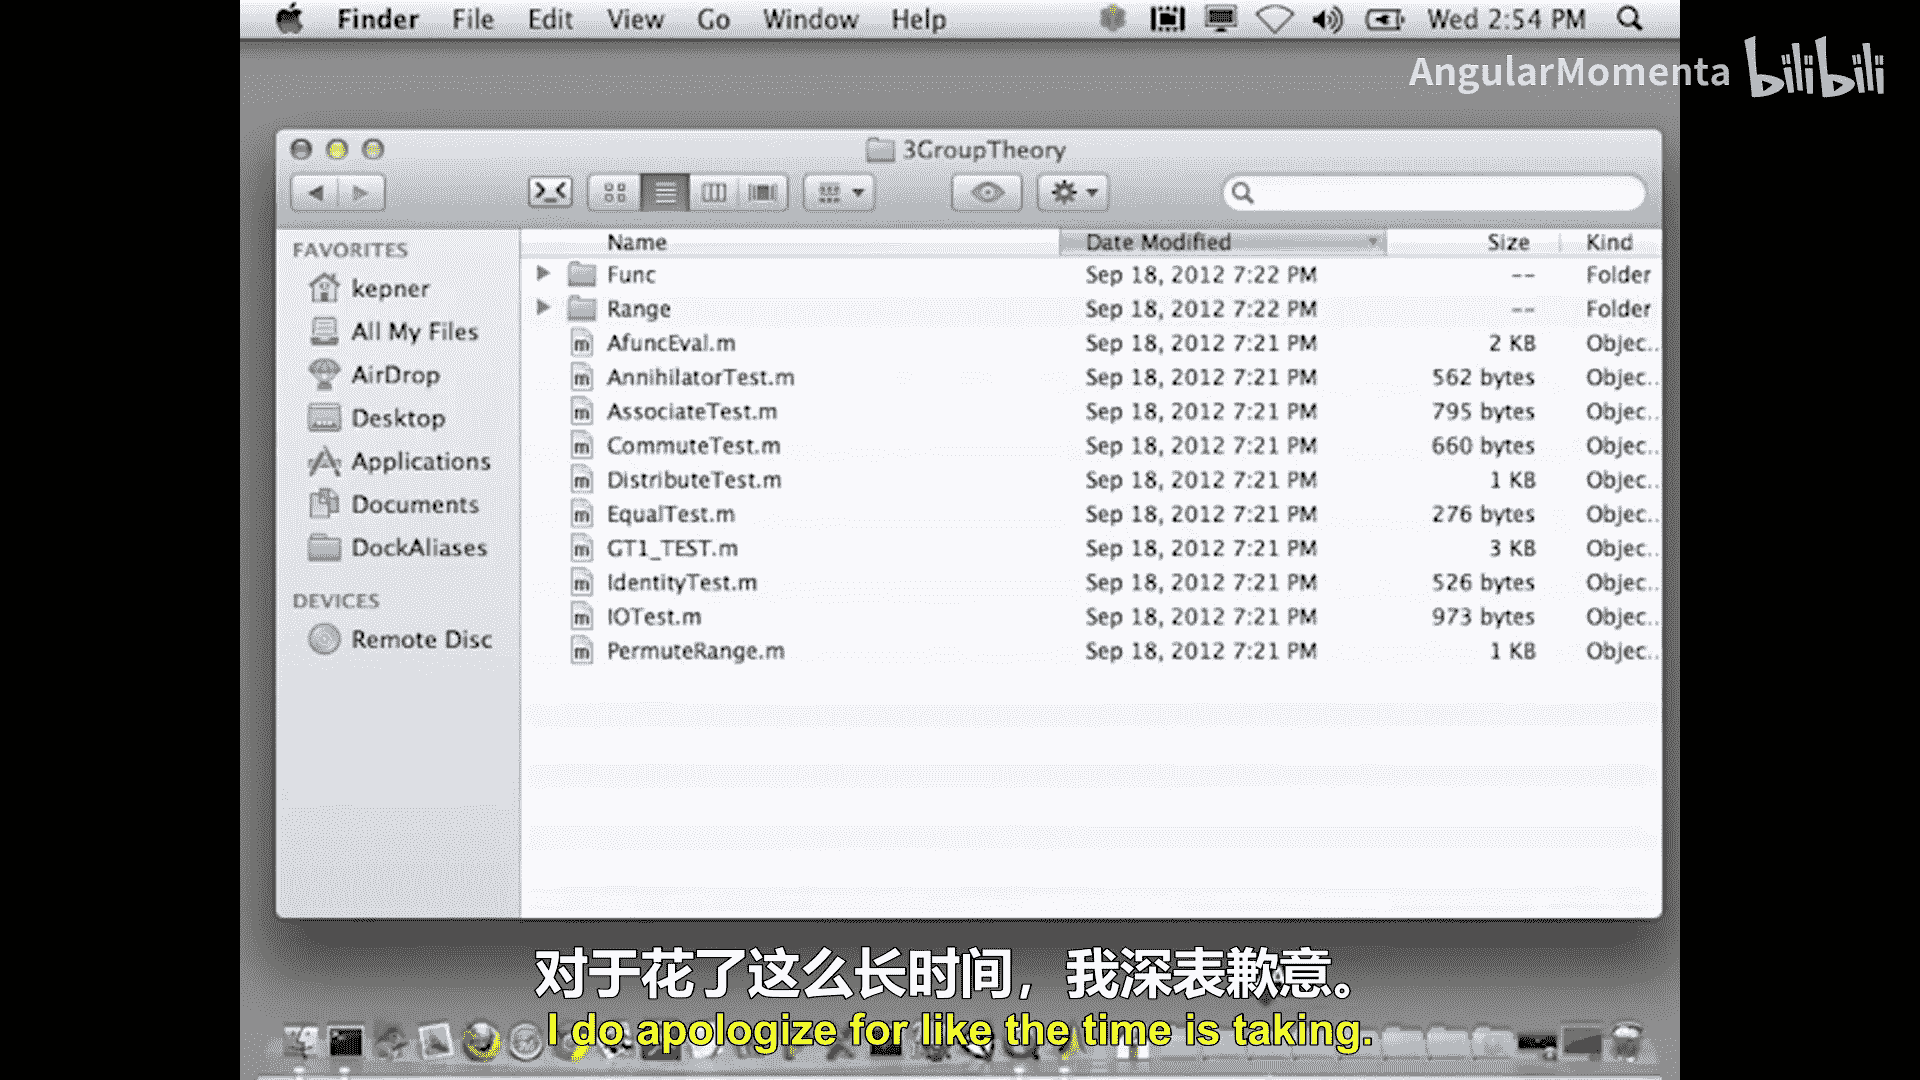 Finder File Edit View Go Window Help Wed 2:54 PM
AngularMomenta bilibili
3GroupTheory
Name Date Modified Size Kind
FAVORITES
kepner
All My Files
AirDrop
Desktop
Applications
Documents
DockAliases
DEVICES
Remote Disc
Func Sep 18, 2012 7:22 PM -- Folder
Range Sep 18, 2012 7:22 PM -- Folder
AfuncEval.m Sep 18, 2012 7:21 PM 2 KB Objec...
AnnihilatorTest.m Sep 18, 2012 7:21 PM 562 bytes Objec...
AssociateTest.m Sep 18, 2012 7:21 PM 795 bytes Objec...
CommuteTest.m Sep 18, 2012 7:21 PM 660 bytes Objec...
DistributeTest.m Sep 18, 2012 7:21 PM 1 KB Objec...
EqualTest.m Sep 18, 2012 7:21 PM 276 bytes Objec...
GT1_TEST.m Sep 18, 2012 7:21 PM 3 KB Objec...
IdentityTest.m Sep 18, 2012 7:21 PM 526 bytes Objec...
IOTest.m Sep 18, 2012 7:21 PM 973 bytes Objec...
PermuteRange.m Sep 18, 2012 7:21 PM 1 KB Objec...
对于花了这么长时间，我深表歉意。
I do apologize for like the time is taking.